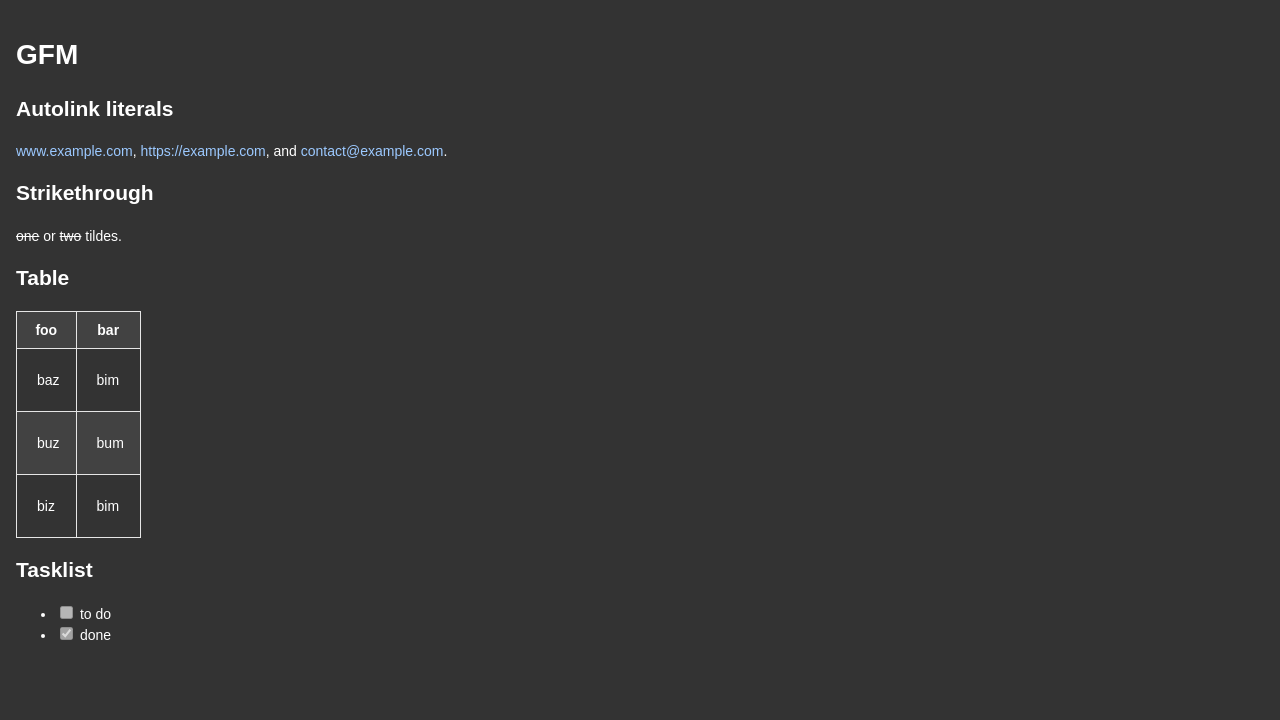 GFM
Autolink literals
www.example.com, https://example.com, and contact@example.com.
Strikethrough
one or two tildes.
Table
foo bar
baz bim
buz bum
biz bim
Tasklist
to do
done